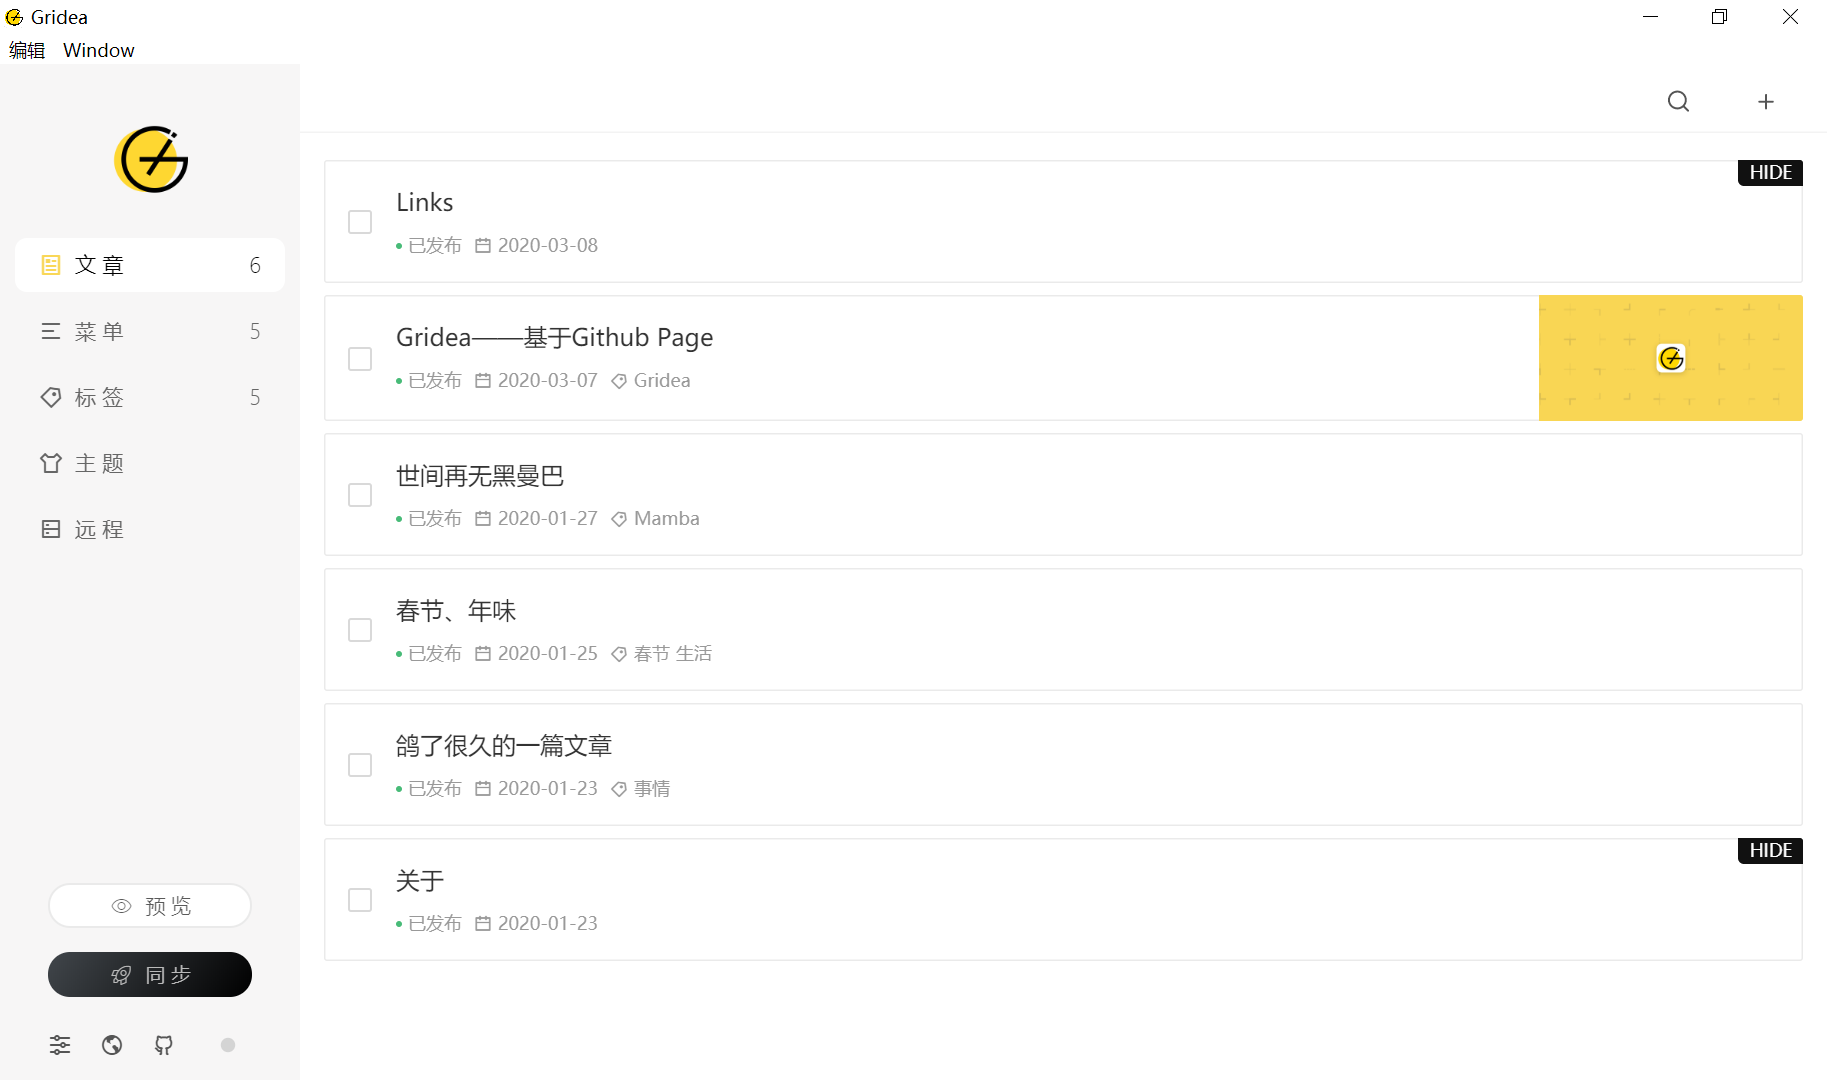 Gridea
编辑 Window
文章 6
菜单 5
标签 5
主题
远程
预览
同步
HIDE
Links
已发布 2020-03-08
Gridea——基于Github Page
已发布 2020-03-07 Gridea
世间再无黑曼巴
已发布 2020-01-27 Mamba
春节、年味
已发布 2020-01-25 春节 生活
鸽了很久的一篇文章
已发布 2020-01-23 事情
HIDE
关于
已发布 2020-01-23